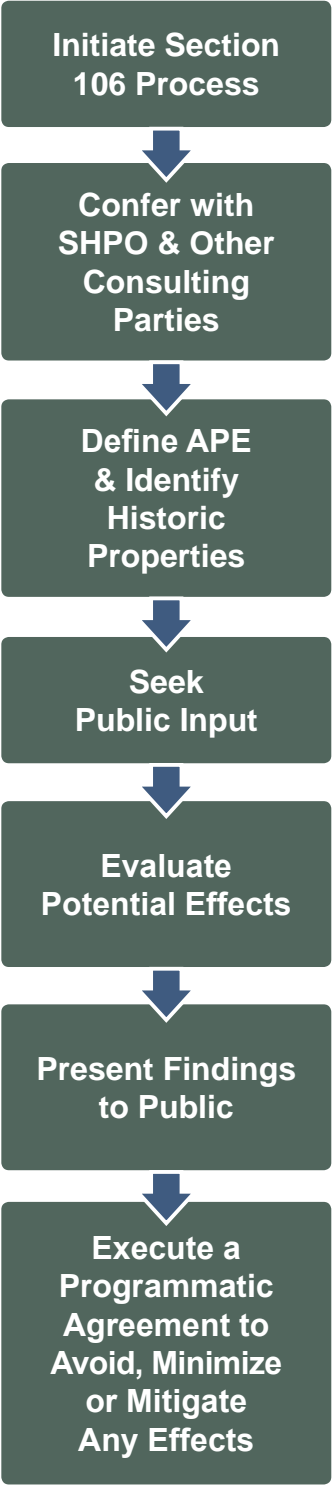 Initiate Section
106 Process
Confer with
SHPO & Other
Consulting
Parties
Define APE
& Identify
Historic
Properties
Seek
Public Input
Evaluate
Potential Effects
Present Findings
to Public
Execute a
Programmatic
Agreement to
Avoid, Minimize
or Mitigate
Any Effects